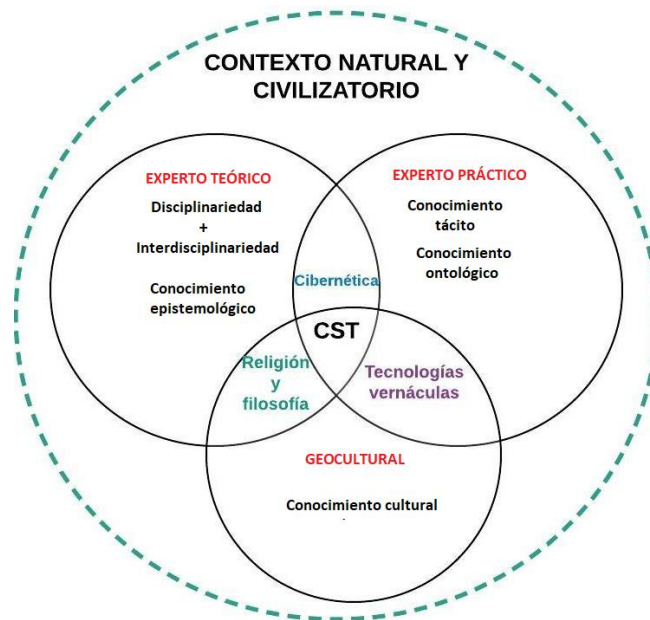 CONTEXTO NATURAL Y
CIVILIZATORIO
EXPERTO TEÓRICO
Disciplinariedad
+
Interdisciplinariedad
Conocimiento
epistemológico
EXPERTO PRÁCTICO
Conocimiento
tácito
Conocimiento
ontológico
Cibernética
CST
Religión
y
filosofía
Tecnologías
vernáculas
GEOCULTURAL
Conocimiento cultural